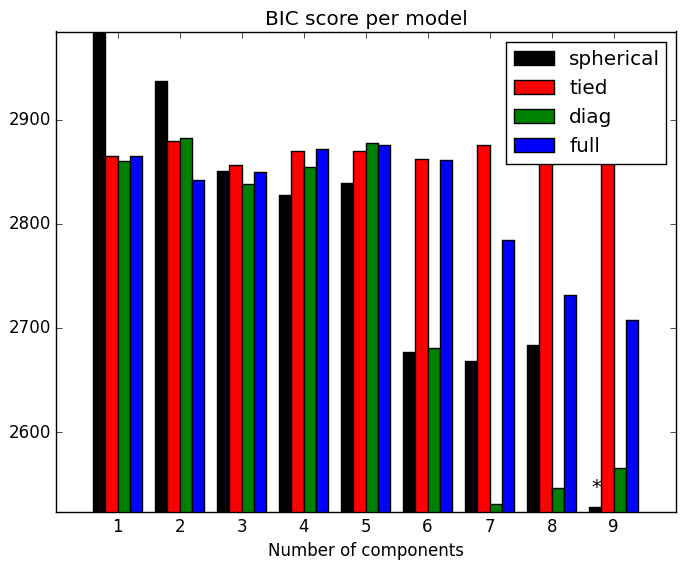 BIC score per model
spherical
tied
diag
full
2900
2800
2700
2600
*
1 2 3 4 5 6 7 8 9
Number of components